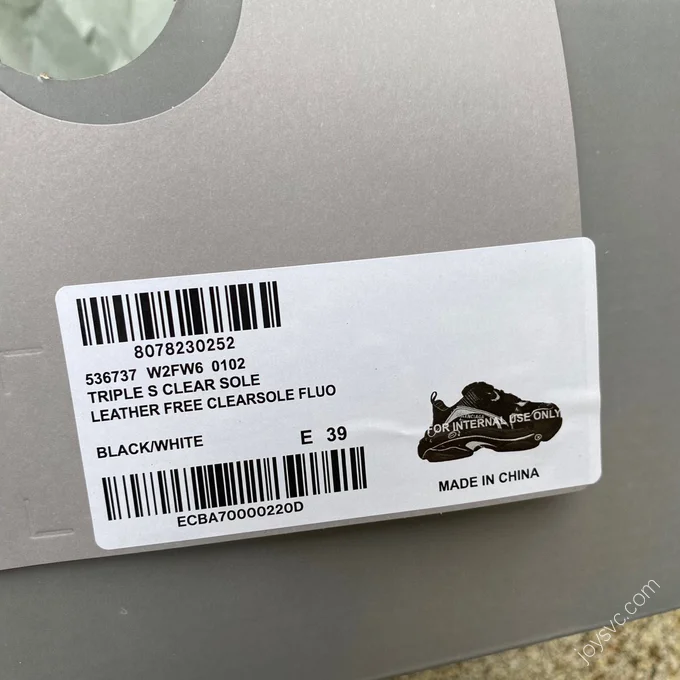 8078230252
536737 W2FW6 0102
TRIPLE S CLEAR SOLE
LEATHER FREE CLEARSOLE FLUO
BLACK/WHITE E 39
ECBA70000220D
FOR INTERNAL USE ONLY
MADE IN CHINA
joysvc.com